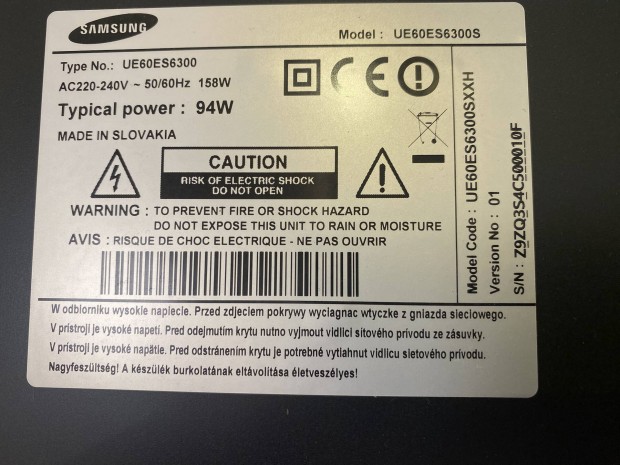 SAMSUNG
Model : UE60ES6300S
Type No.: UE60ES6300
AC220-240V ~ 50/60Hz 158W
Typical power : 94W
MADE IN SLOVAKIA
CAUTION
RISK OF ELECTRIC SHOCK
DO NOT OPEN
WARNING : TO PREVENT FIRE OR SHOCK HAZARD
DO NOT EXPOSE THIS UNIT TO RAIN OR MOISTURE
AVIS : RISQUE DE CHOC ELECTRIQUE - NE PAS OUVRIR
Model Code : UE60ES6300SXXH
Version No : 01
S/N : Z9ZQ3S4C500010F
W odborniku wysokie napiecie. Przed zdjeciem pokrywy wyciagnac wtyczke z gniazda sieciowego.
V prístroji je vysoké napeti. Pred odejmutím krytu nutno vyjmout vidlici sítového prívodu ze zásuvky.
V prístroji je vysoké napätie. Pred odstránením krytu je potrebné vytiahnut vidlicu sietového prívodu.
Nagyfeszültség! A készülék burkolatának eltávolítása életveszélyes!